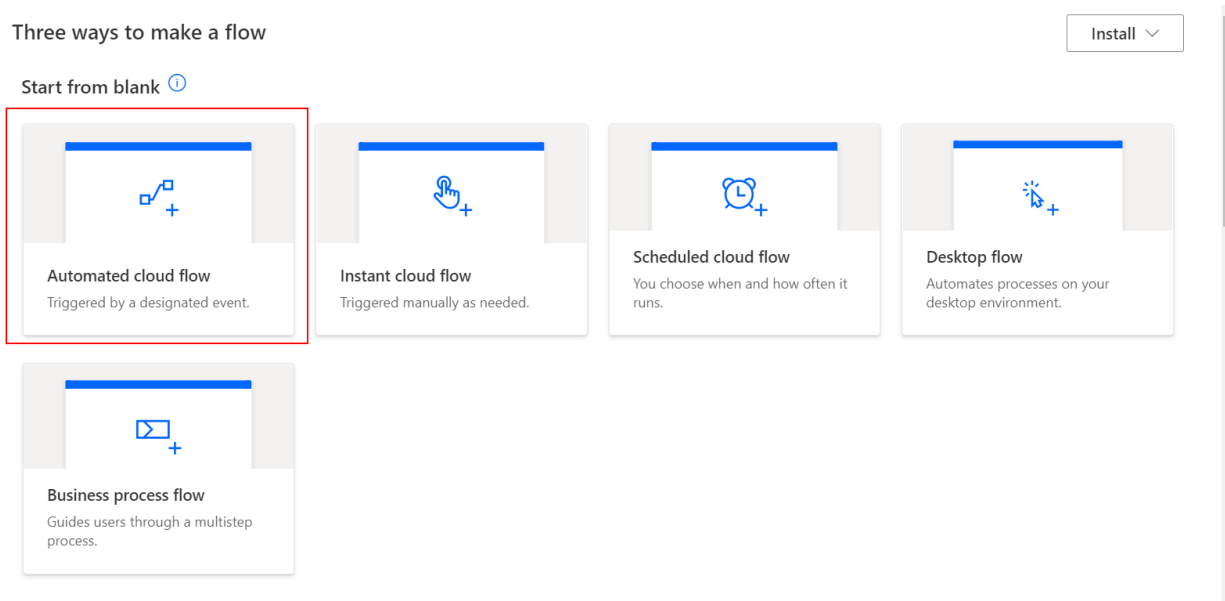 Three ways to make a flow
Install
Start from blank
Automated cloud flow
Triggered by a designated event.
Instant cloud flow
Triggered manually as needed.
Scheduled cloud flow
You choose when and how often it
runs.
Desktop flow
Automates processes on your
desktop environment.
Business process flow
Guides users through a multistep
process.